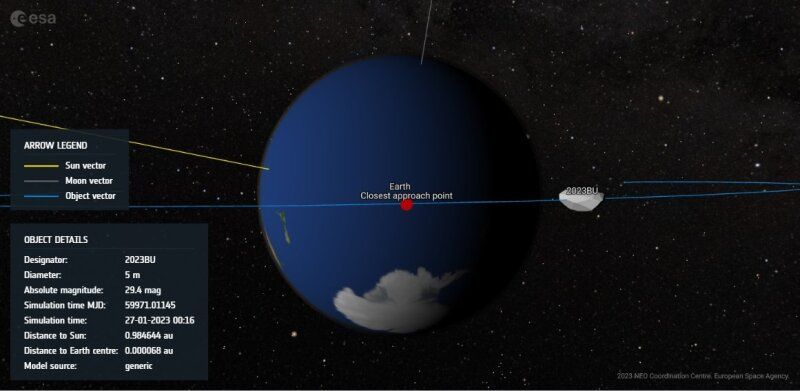 esa
ARROW LEGEND
Sun vector
Moon vector
Object vector
Earth
Closest approach point
2023BU
OBJECT DETAILS
Designator: 2023BU
Diameter: 5 m
Absolute magnitude: 29.4 mag
Simulation time MJD: 59971.01145
Simulation time: 27-01-2023 00:16
Distance to Sun: 0.984644 au
Distance to Earth centre: 0.000068 au
Model source: generic
2023 NEO Coordination Centre. European Space Agency.